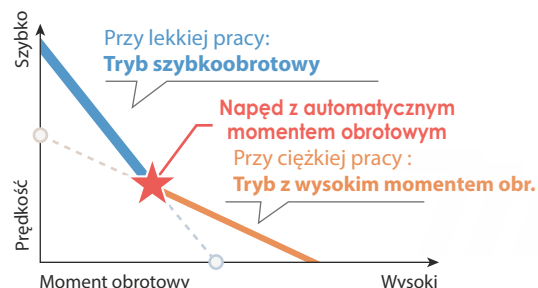 Szybko
Przy lekkiej pracy:
Tryb szybkoobrotowy
Napęd z automatycznym
momentem obrotowym
Przy ciężkiej pracy :
Tryb z wysokim momentem obr.
Prędkość
Moment obrotowy
Wysoki